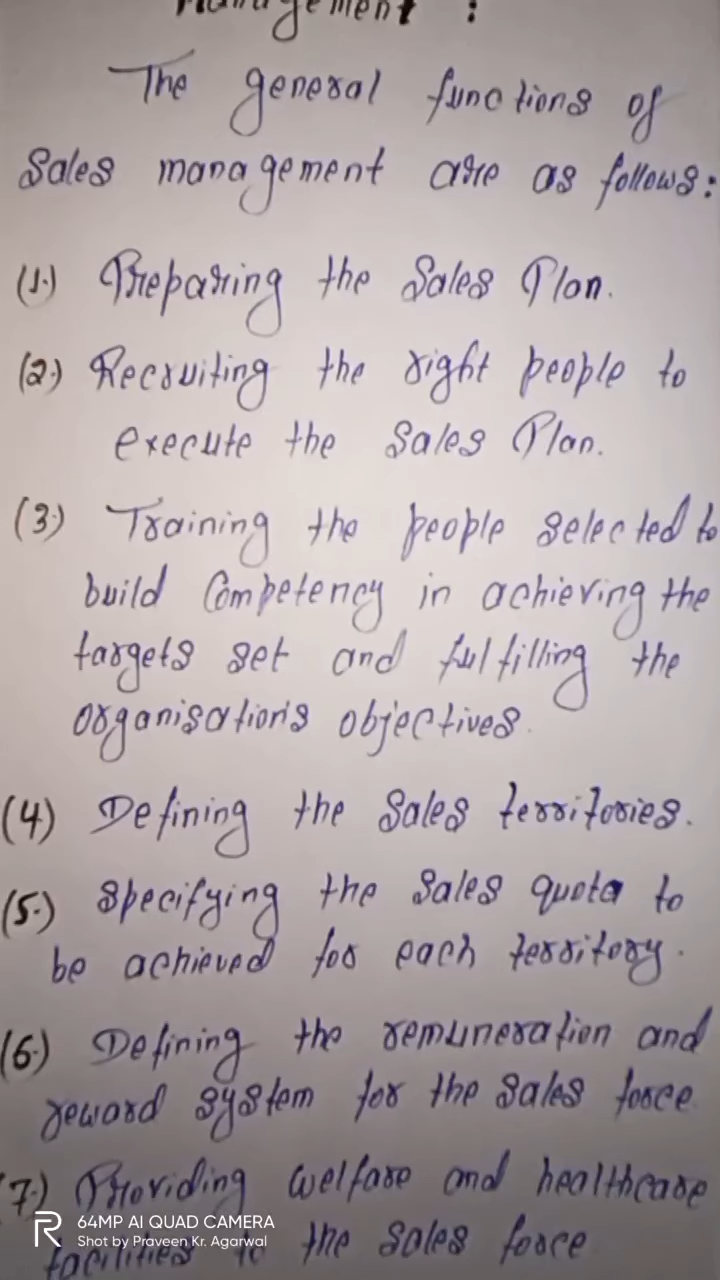 Management :
The general functions of
Sales management are as follows:
(1.) Preparing the Sales Plan.
(2.) Recruiting the right people to
execute the Sales Plan.
(3.) Training the people selected to
build Competency in achieving the
targets set and fulfilling the
organisation's objectives.
(4) Defining the Sales territories.
(5.) Specifying the Sales quota to
be achieved for each territory.
(6.) Defining the remuneration and
reward system for the Sales force
(7.) Providing welfare and healthcare
64MP AI QUAD CAMERA
Shot by Praveen Kr. Agarwal
facilities to the Sales force